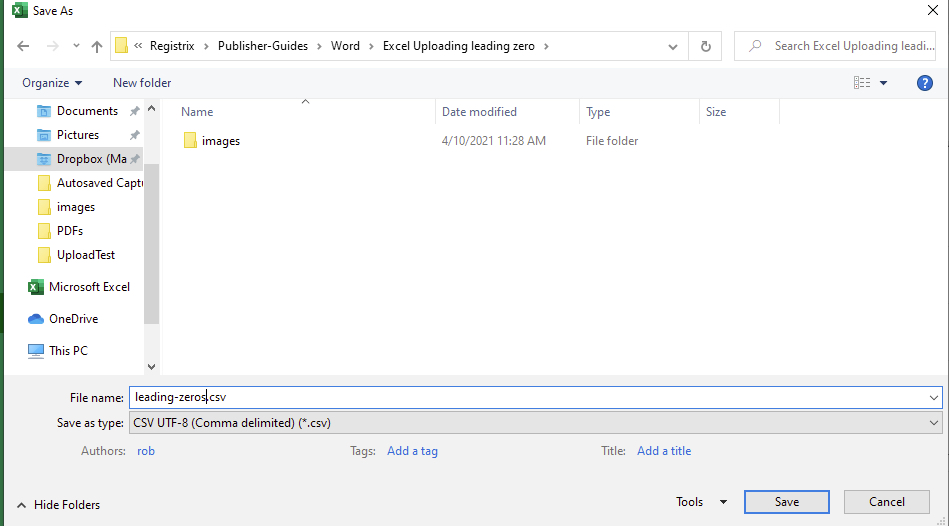 Save As
« Registrix > Publisher-Guides > Word > Excel Uploading leading zero >
Search Excel Uploading leadi...
Organize
New folder
Name
Date modified
Type
Size
Documents
Pictures
Dropbox (Ma
Autosaved Captu
images
PDFs
UploadTest
Microsoft Excel
OneDrive
This PC
images
4/10/2021 11:28 AM
File folder
File name: leading-zeros.csv
Save as type: CSV UTF-8 (Comma delimited) (*.csv)
Authors: rob
Tags: Add a tag
Title: Add a title
Hide Folders
Tools
Save
Cancel